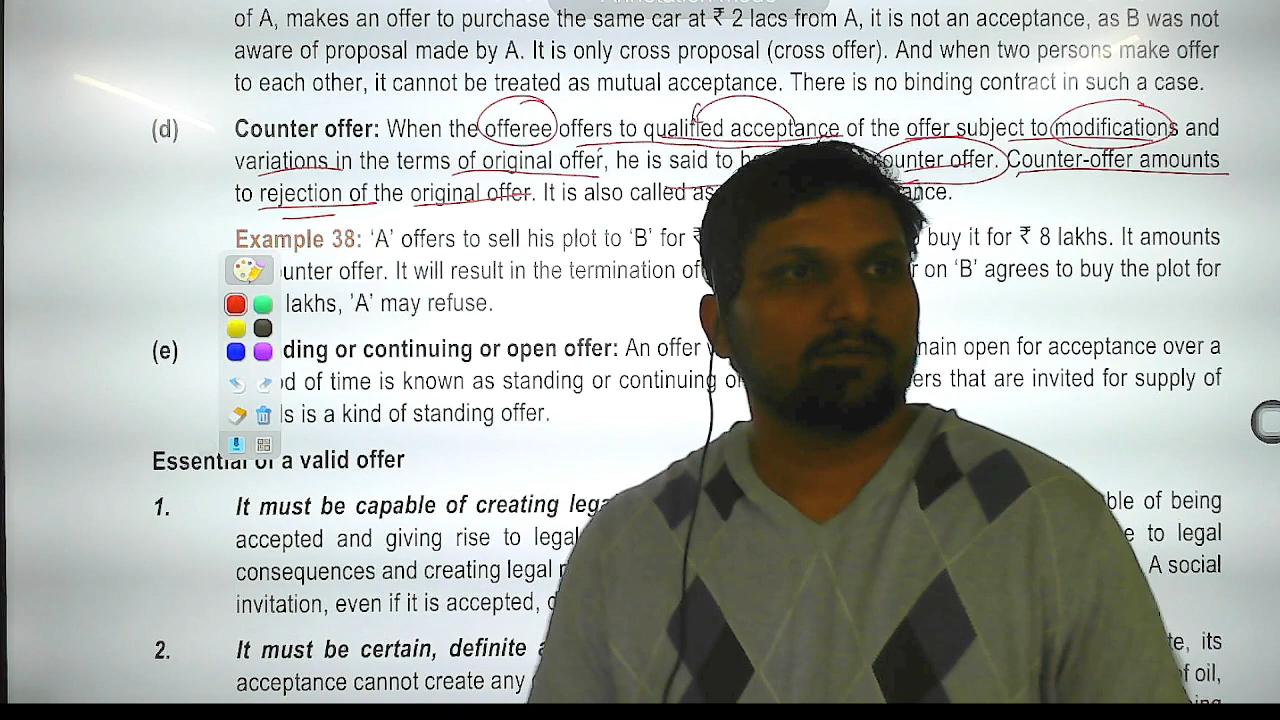 of A, makes an offer to purchase the same car at ₹ 2 lacs from A, it is not an acceptance, as B was not
aware of proposal made by A. It is only cross proposal (cross offer). And when two persons make offer
to each other, it cannot be treated as mutual acceptance. There is no binding contract in such a case.
(d) Counter offer: When the offeree offers to qualified acceptance of the offer subject to modifications and
variations in the terms of original offer, he is said to counter offer. Counter-offer amounts
to rejection of the original offer. It is also called as
Example 38: 'A' offers to sell his plot to 'B' for ₹ buy it for ₹ 8 lakhs. It amounts
offer. It will result in the termination of on 'B' agrees to buy the plot for
lakhs, 'A' may refuse.
(e) or continuing or open offer: An offer open for acceptance over a
of time is known as standing or continuing that are invited for supply of
is a kind of standing offer.
Essential of a valid offer
1. It must be capable of creating of being
accepted and giving rise to legal to legal
consequences and creating legal A social
invitation, even if it is accepted,
2. It must be certain, definite its
acceptance cannot create any of oil,